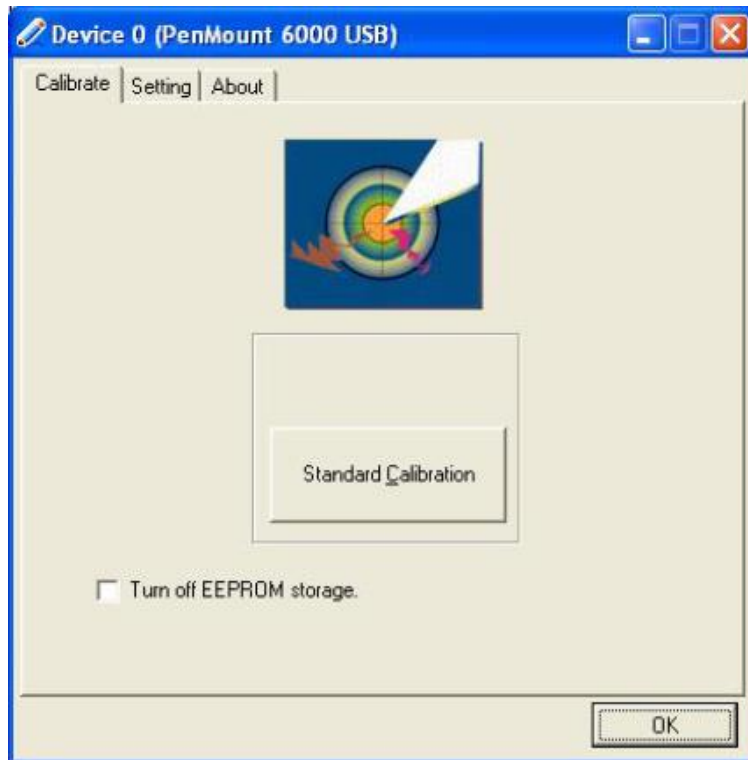 Device 0 (PenMount 6000 USB)
Calibrate Setting About
Standard Calibration
Turn off EEPROM storage.
OK